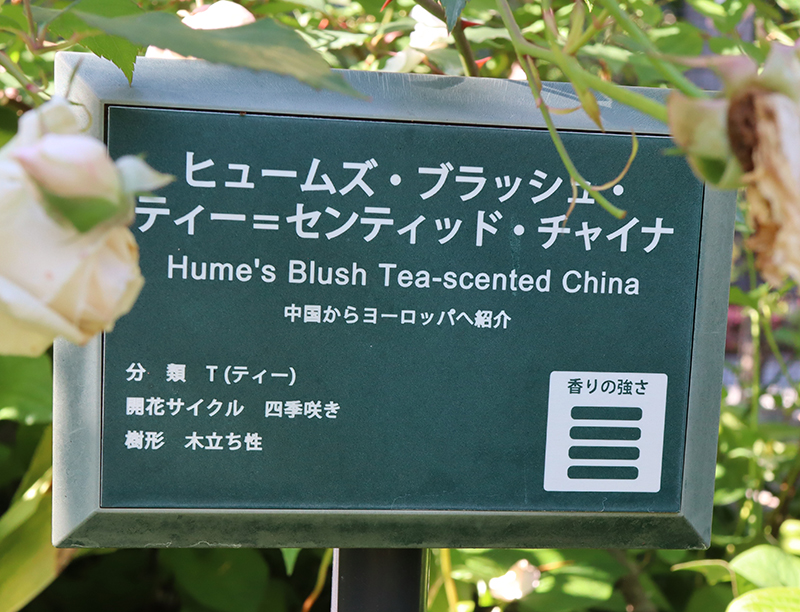 ヒュームズ・ブラッシュ・
ティー=センティッド・チャイナ
Hume's Blush Tea-scented China
中国からヨーロッパへ紹介
分　類　T (ティー)
開花サイクル　四季咲き
樹形　木立ち性
香りの強さ